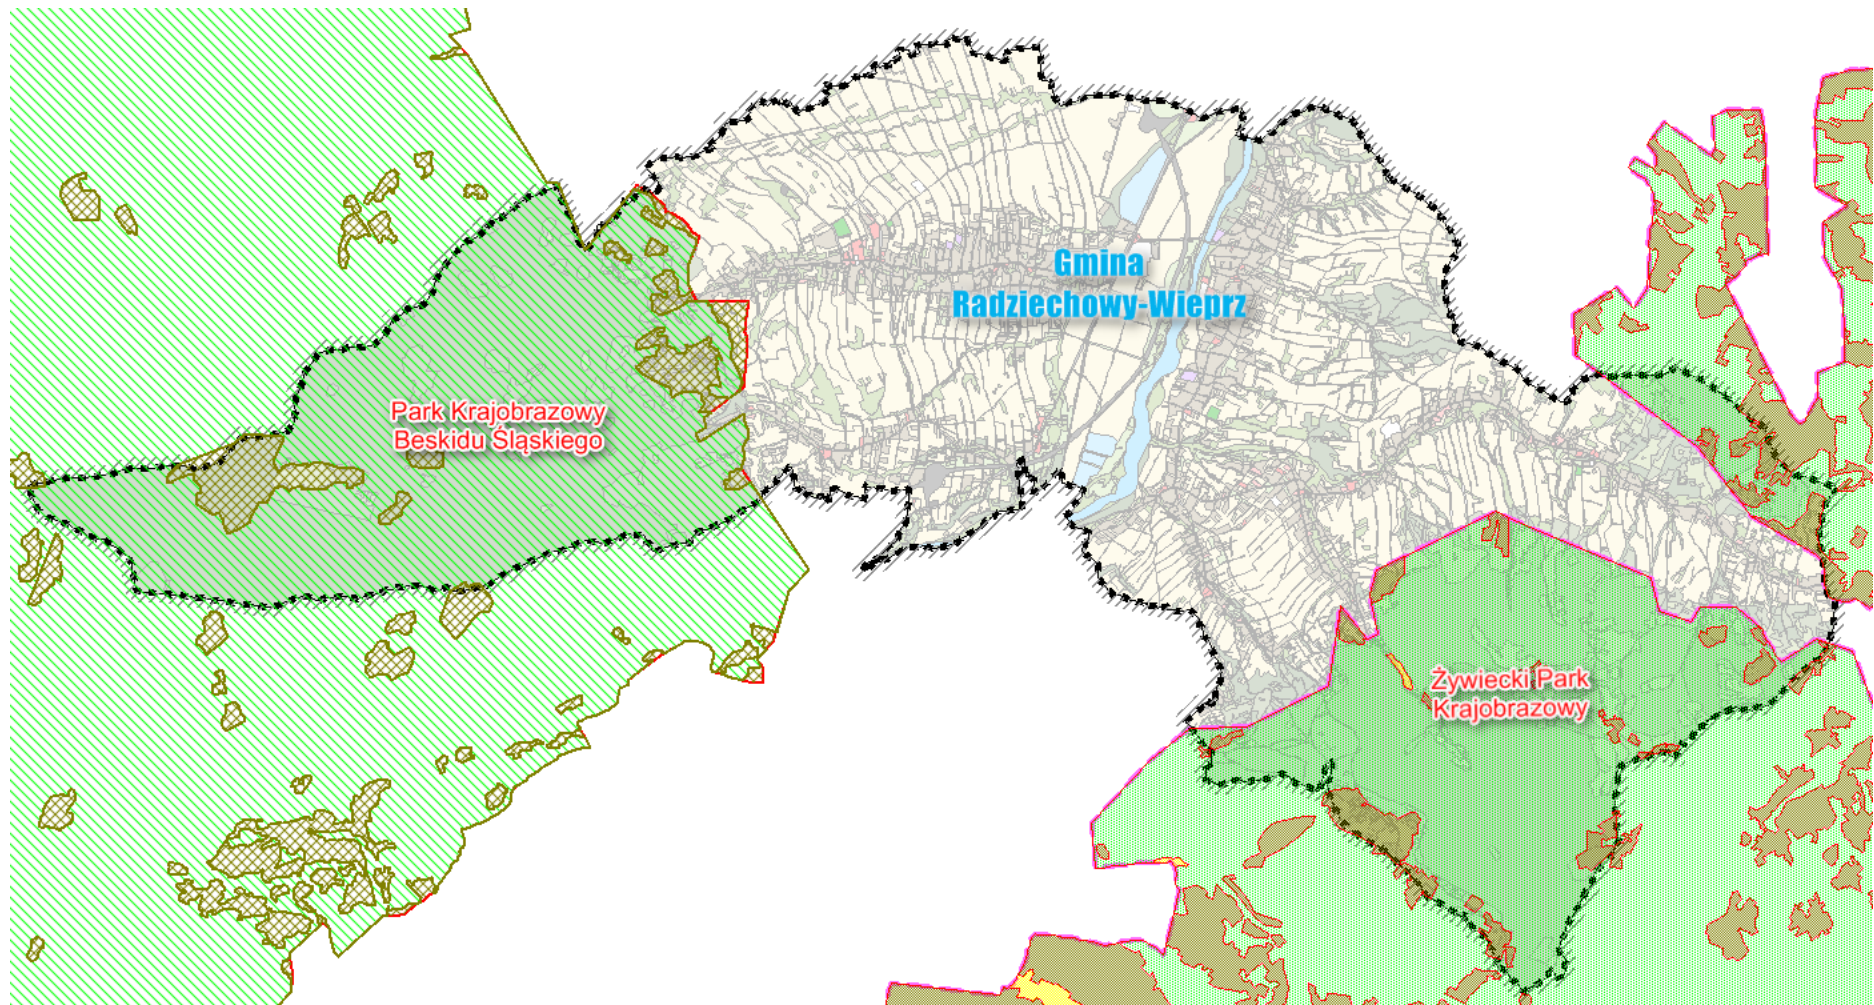 Gmina
Radziechowy-Wieprz
Park Krajobrazowy
Beskidu Śląskiego
Żywiecki Park
Krajobrazowy